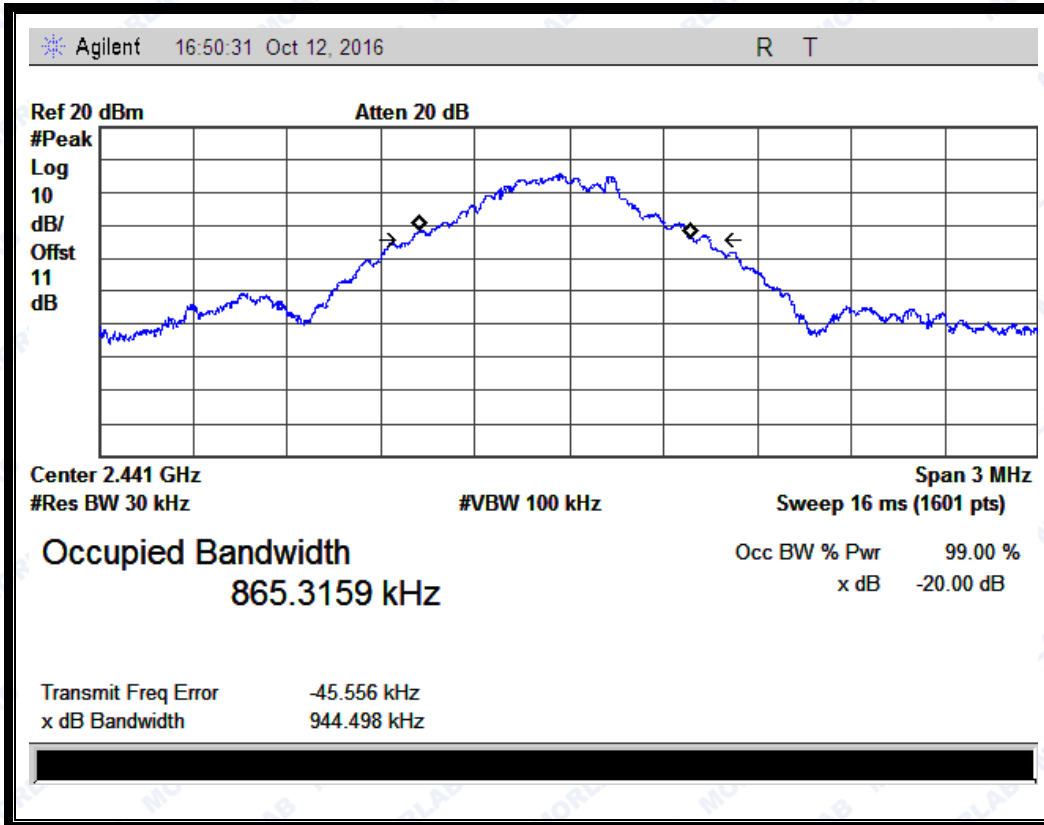 Agilent 16:50:31 Oct 12, 2016 R T
Ref 20 dBm Atten 20 dB
#Peak
Log
10
dB/
Offst
11
dB
Center 2.441 GHz Span 3 MHz
#Res BW 30 kHz #VBW 100 kHz Sweep 16 ms (1601 pts)
Occupied Bandwidth Occ BW % Pwr 99.00 %
865.3159 kHz x dB -20.00 dB
Transmit Freq Error -45.556 kHz
x dB Bandwidth 944.498 kHz
MORLAB